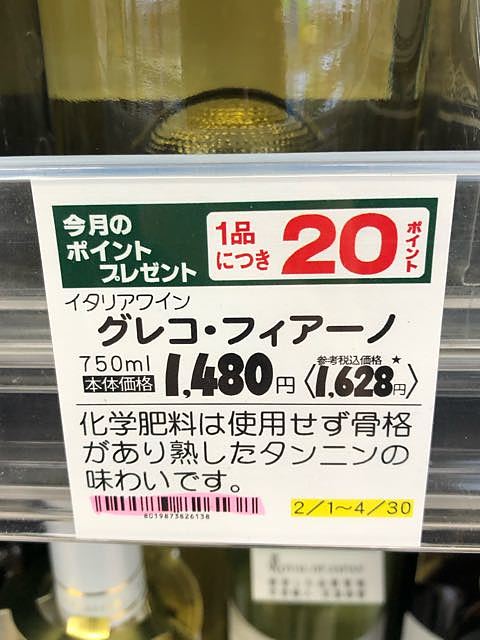 今月の
ポイント
プレゼント
1品
につき
20
ポイント
イタリアワイン
グレコ・フィアーノ
750ml
本体価格 1,480円
参考税込価格 ★
〈1,628円〉
化学肥料は使用せず骨格
があり熟したタンニンの
味わいです。
8019873826138
2/1~4/30